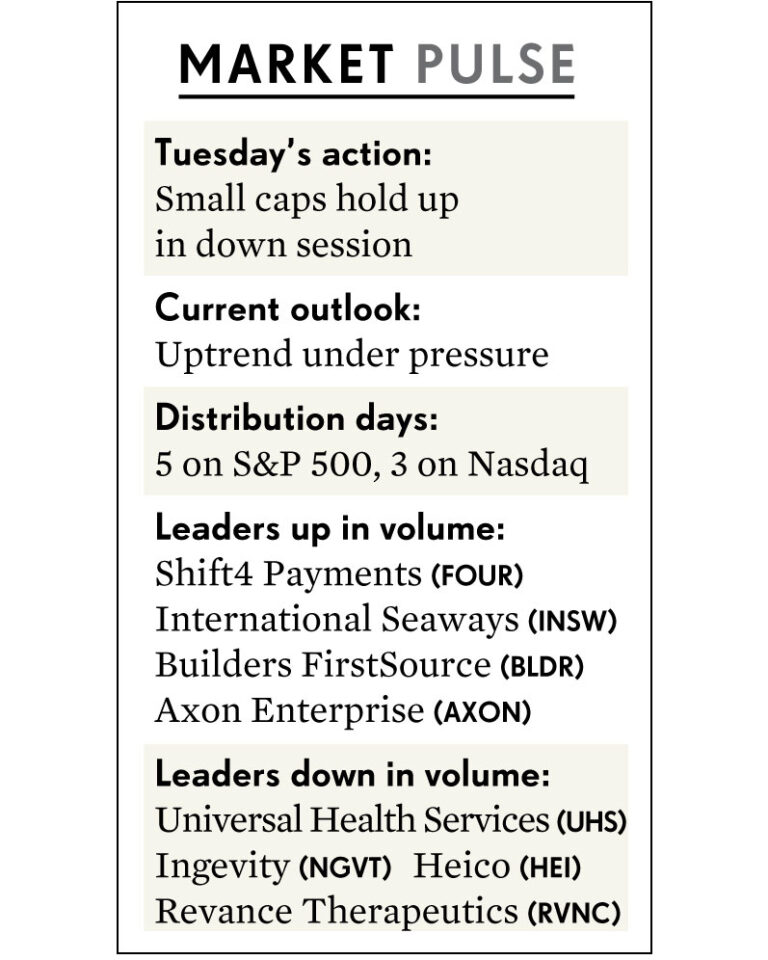 MARKET PULSE
Tuesday’s action:
Small caps hold up
in down session
Current outlook:
Uptrend under pressure
Distribution days:
5 on S&P 500, 3 on Nasdaq
Leaders up in volume:
Shift4 Payments (FOUR)
International Seaways (INSW)
Builders FirstSource (BLDR)
Axon Enterprise (AXON)
Leaders down in volume:
Universal Health Services (UHS)
Ingevity (NGVT) Heico (HEI)
Revance Therapeutics (RVNC)